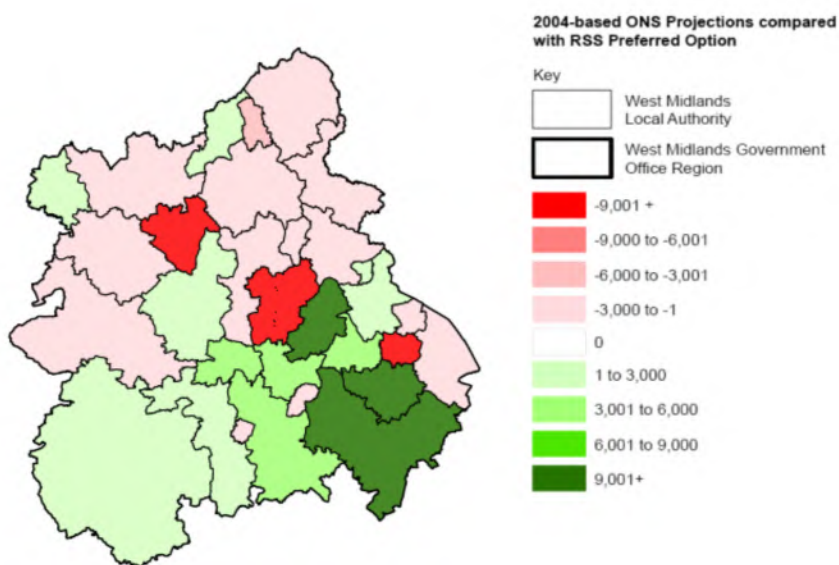 2004-based ONS Projections compared
with RSS Preferred Option
Key
West Midlands
Local Authority
West Midlands Government
Office Region
-9,001 +
-9,000 to -6,001
-6,000 to -3,001
-3,000 to -1
0
1 to 3,000
3,001 to 6,000
6,001 to 9,000
9,001+